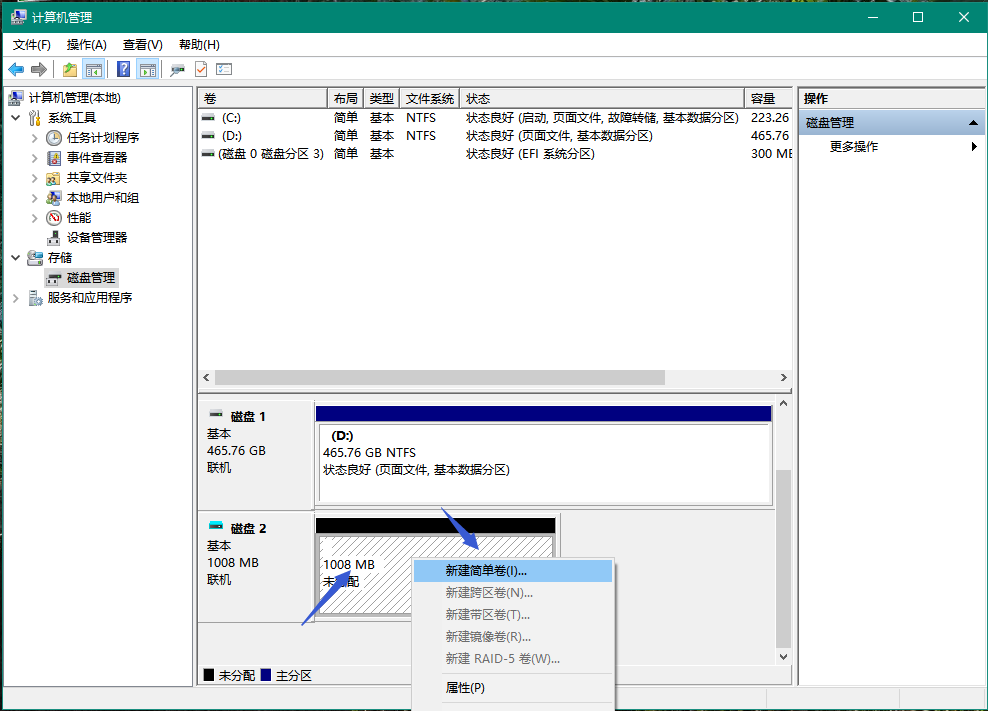 计算机管理
文件(F) 操作(A) 查看(V) 帮助(H)
计算机管理(本地)
系统工具
任务计划程序
事件查看器
共享文件夹
本地用户和组
性能
设备管理器
存储
磁盘管理
服务和应用程序
卷 布局 类型 文件系统 状态 容量
(C:) 简单 基本 NTFS 状态良好 (启动, 页面文件, 故障转储, 基本数据分区) 223.26
(D:) 简单 基本 NTFS 状态良好 (页面文件, 基本数据分区) 465.76
(磁盘 0 磁盘分区 3) 简单 基本 状态良好 (EFI 系统分区) 300 ME
磁盘 1
基本
465.76 GB
联机
(D:)
465.76 GB NTFS
状态良好 (页面文件, 基本数据分区)
磁盘 2
基本
1008 MB
联机
1008 MB
未分配
新建简单卷(I)...
新建跨区卷(N)...
新建带区卷(T)...
新建镜像卷(R)...
新建 RAID-5 卷(W)...
属性(P)
未分配 主分区
操作
磁盘管理
更多操作